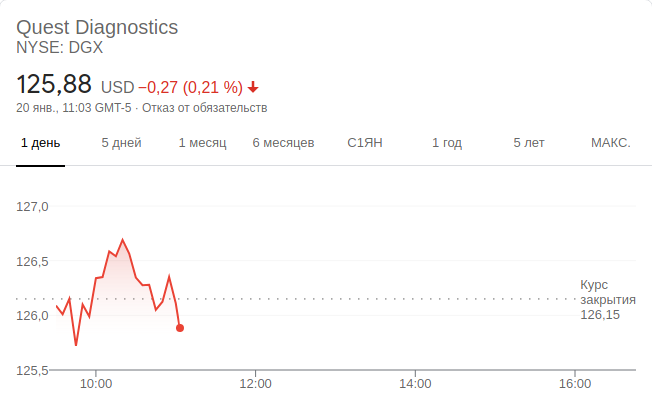 Quest Diagnostics
NYSE: DGX
125,88 USD −0,27 (0,21 %)
20 янв., 11:03 GMT-5 · Отказ от обязательств
1 день 5 дней 1 месяц 6 месяцев С1ЯН 1 год 5 лет МАКС.
127,0
126,5
Курс
закрытия
126,15
126,0
125,5
10:00 12:00 14:00 16:00